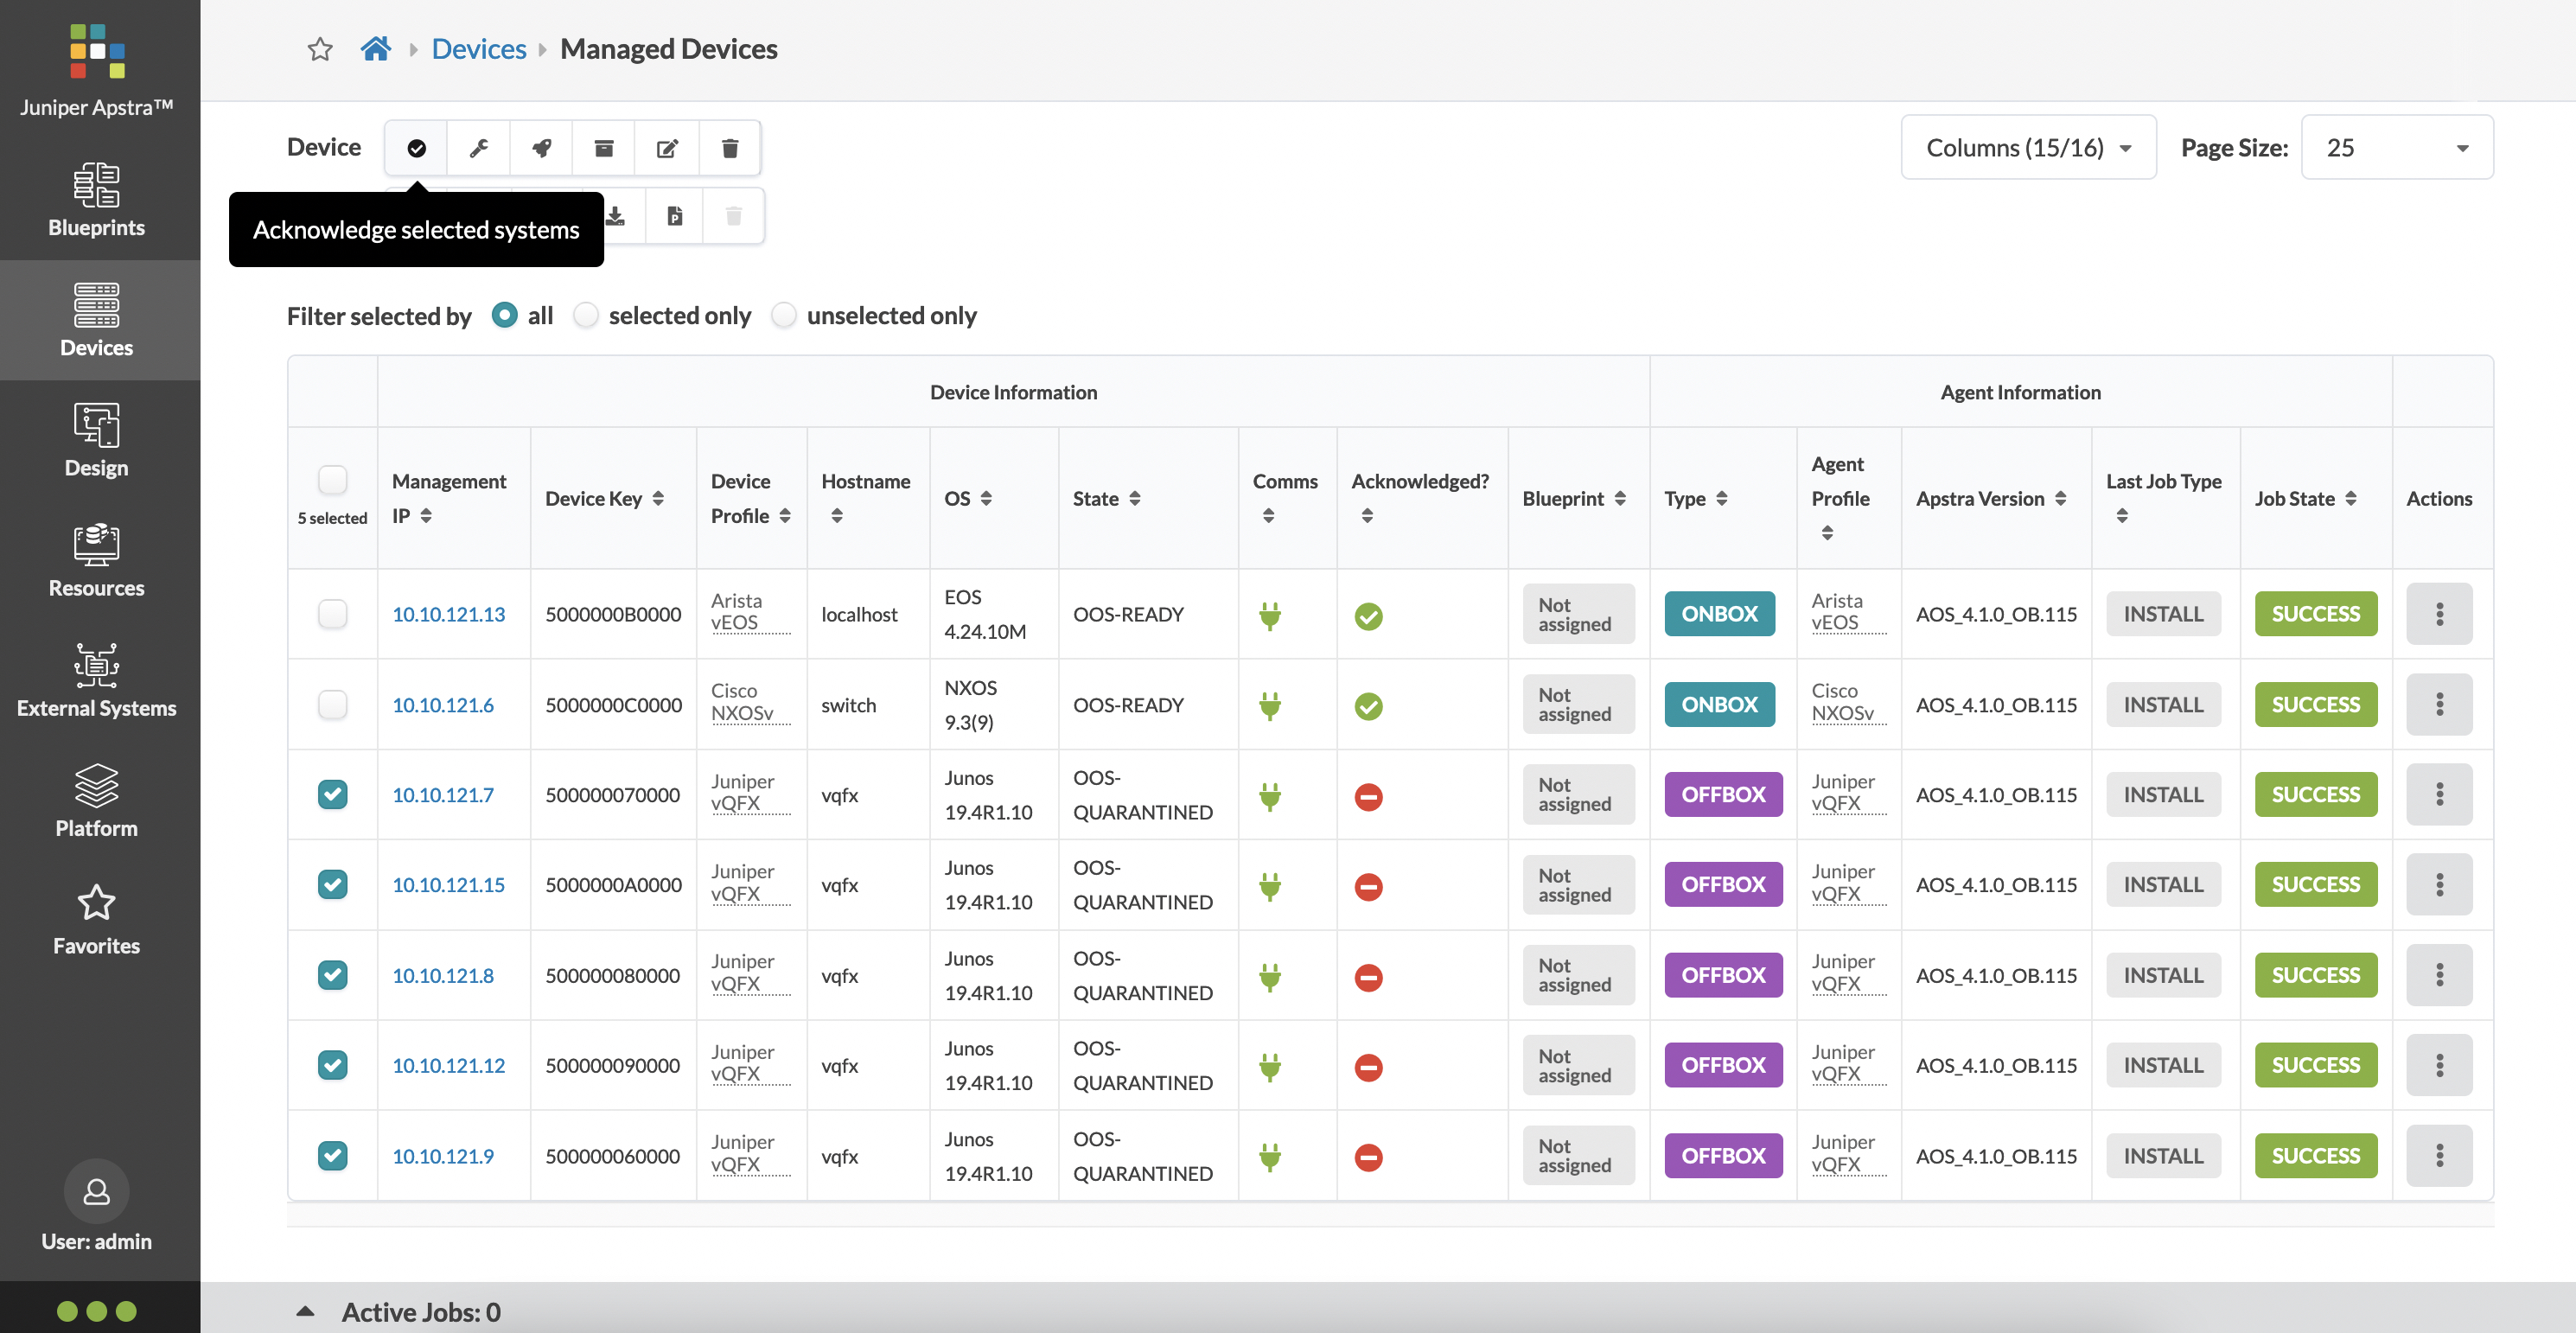 Juniper Apstra™
Blueprints
Devices
Design
Resources
External Systems
Platform
Favorites
User: admin
Devices
Managed Devices
Device
Columns (15/16)
Page Size:
25
Acknowledge selected systems
Filter selected by
all
selected only
unselected only
Device Information
Agent Information
5 selected
Management IP
Device Key
Device Profile
Hostname
OS
State
Comms
Acknowledged?
Blueprint
Type
Agent Profile
Apstra Version
Last Job Type
Job State
Actions
10.10.121.13 5000000B0000 Arista vEOS localhost EOS 4.24.10M OOS-READY Not assigned ONBOX Arista vEOS AOS_4.1.0_OB.115 INSTALL SUCCESS
10.10.121.6 5000000C0000 Cisco NXOSv switch NXOS 9.3(9) OOS-READY Not assigned ONBOX Cisco NXOSv AOS_4.1.0_OB.115 INSTALL SUCCESS
10.10.121.7 500000070000 Juniper vQFX vqfx Junos 19.4R1.10 OOS-QUARANTINED Not assigned OFFBOX Juniper vQFX AOS_4.1.0_OB.115 INSTALL SUCCESS
10.10.121.15 5000000A0000 Juniper vQFX vqfx Junos 19.4R1.10 OOS-QUARANTINED Not assigned OFFBOX Juniper vQFX AOS_4.1.0_OB.115 INSTALL SUCCESS
10.10.121.8 500000080000 Juniper vQFX vqfx Junos 19.4R1.10 OOS-QUARANTINED Not assigned OFFBOX Juniper vQFX AOS_4.1.0_OB.115 INSTALL SUCCESS
10.10.121.12 500000090000 Juniper vQFX vqfx Junos 19.4R1.10 OOS-QUARANTINED Not assigned OFFBOX Juniper vQFX AOS_4.1.0_OB.115 INSTALL SUCCESS
10.10.121.9 500000060000 Juniper vQFX vqfx Junos 19.4R1.10 OOS-QUARANTINED Not assigned OFFBOX Juniper vQFX AOS_4.1.0_OB.115 INSTALL SUCCESS
Active Jobs: 0